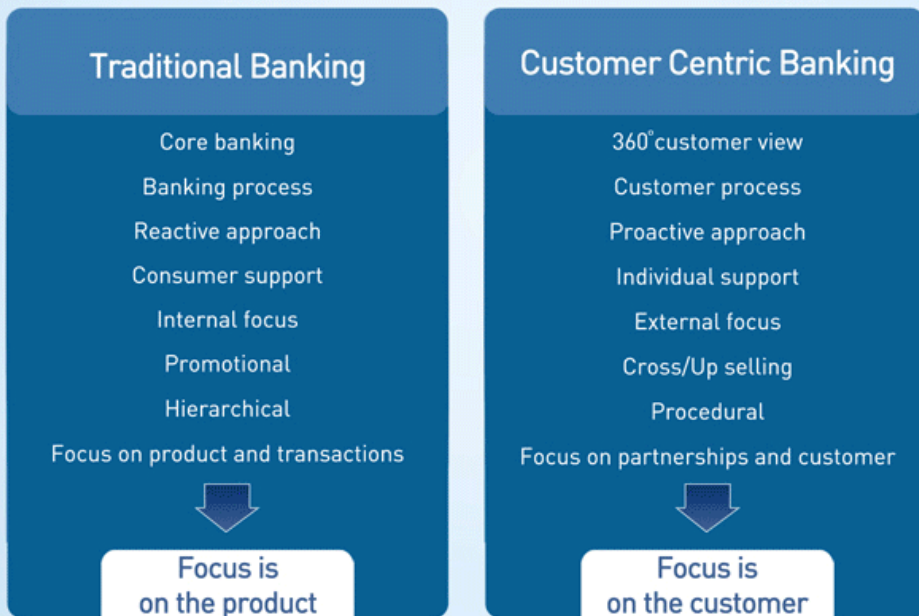 Traditional Banking
Core banking
Banking process
Reactive approach
Consumer support
Internal focus
Promotional
Hierarchical
Focus on product and transactions
Focus is
on the product
Customer Centric Banking
360°customer view
Customer process
Proactive approach
Individual support
External focus
Cross/Up selling
Procedural
Focus on partnerships and customer
Focus is
on the customer